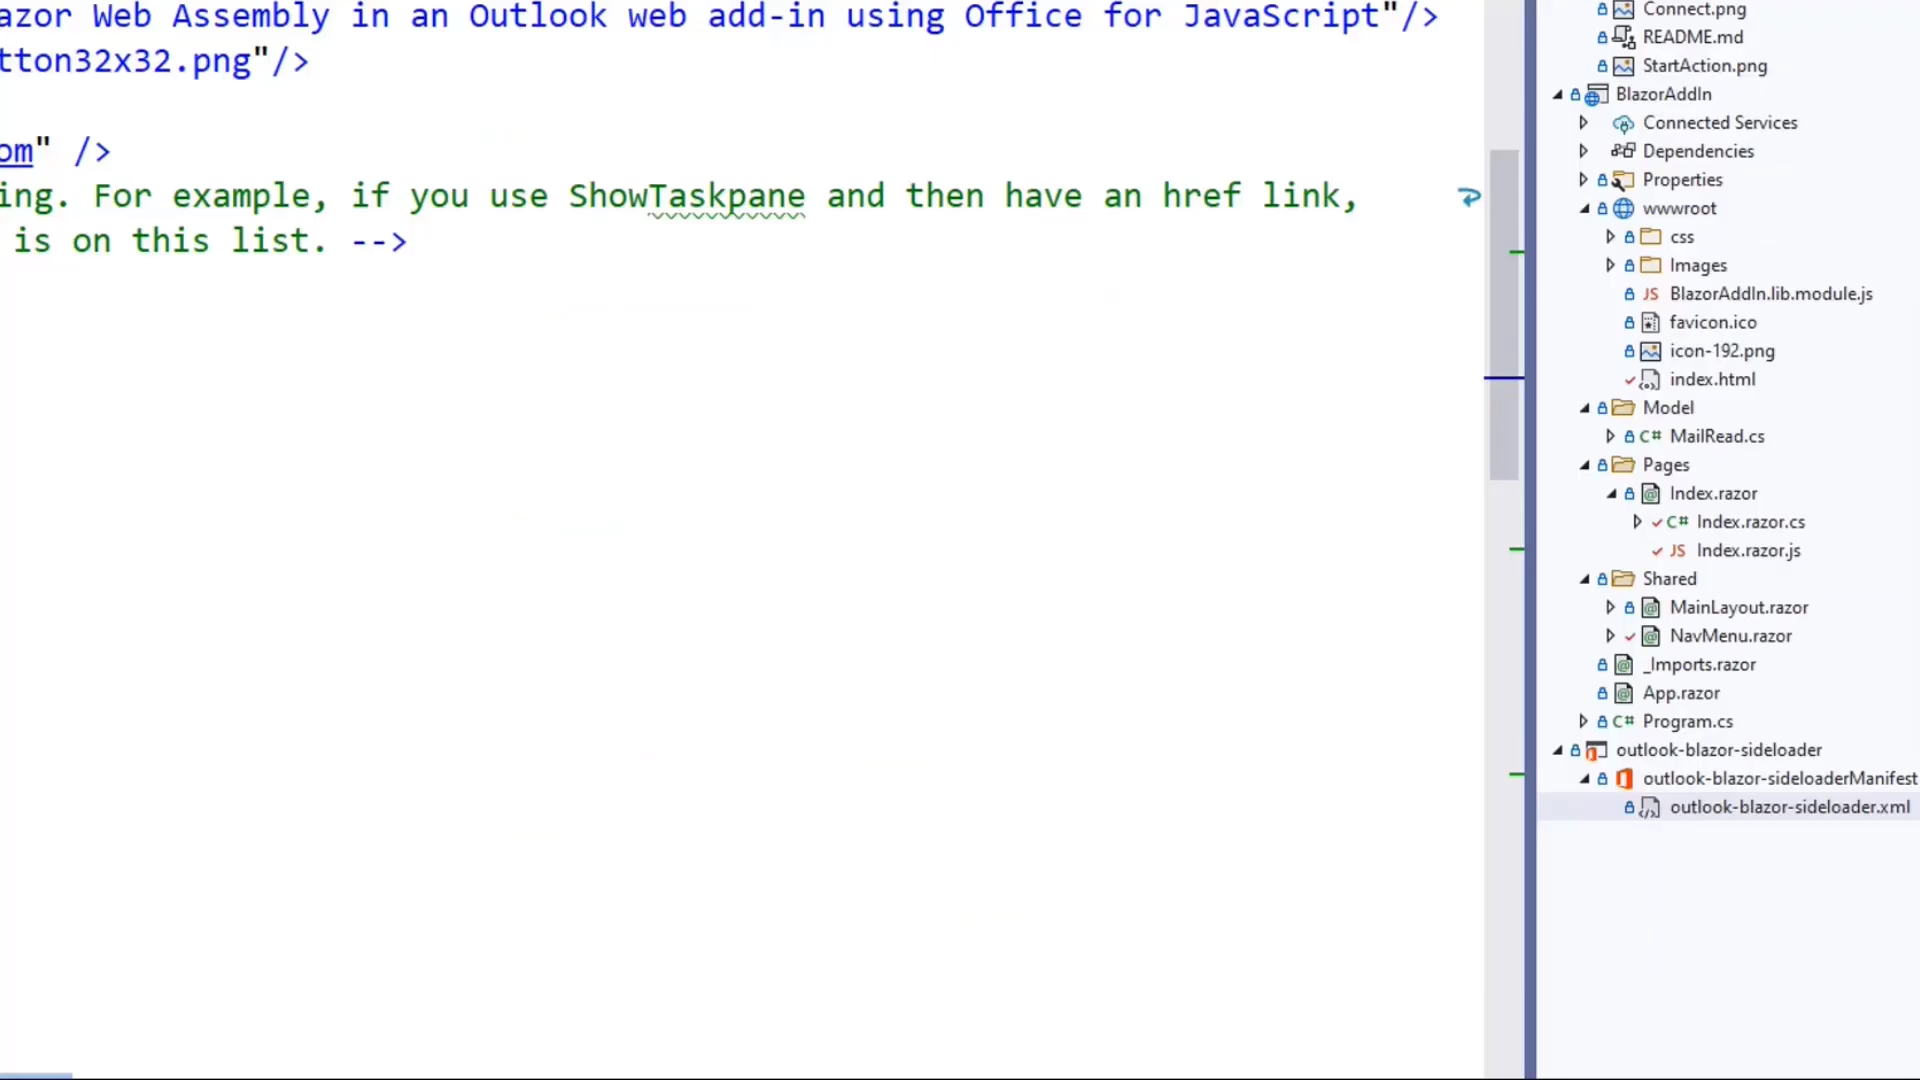 azor Web Assembly in an Outlook web add-in using Office for JavaScript"/>
tton32x32.png"/>
om" />
ing. For example, if you use ShowTaskpane and then have an href link,
is on this list. -->
Connect.png
README.md
StartAction.png
BlazorAddIn
Connected Services
Dependencies
Properties
wwwroot
css
Images
JS BlazorAddIn.lib.module.js
favicon.ico
icon-192.png
index.html
Model
C# MailRead.cs
Pages
Index.razor
C# Index.razor.cs
JS Index.razor.js
Shared
MainLayout.razor
NavMenu.razor
_Imports.razor
App.razor
C# Program.cs
outlook-blazor-sideloader
outlook-blazor-sideloaderManifest
outlook-blazor-sideloader.xml